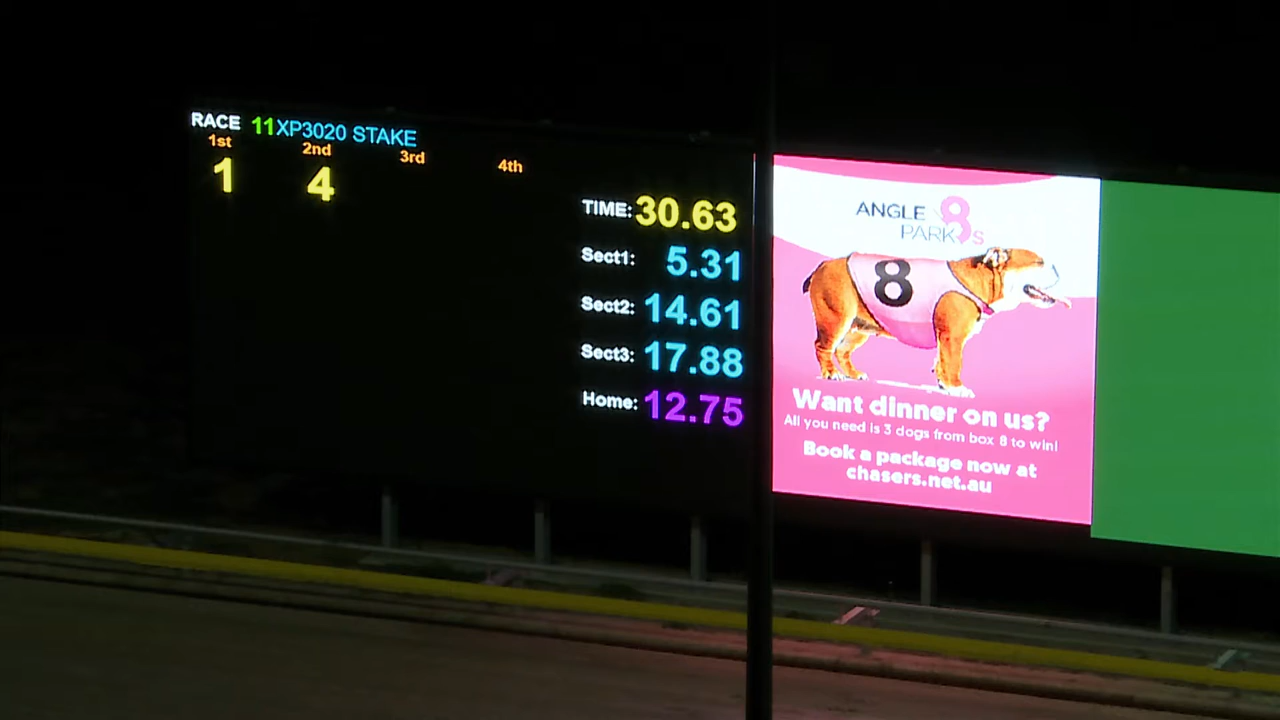 RACE 11XP3020 STAKE
1st 2nd 3rd 4th
1 4
TIME: 30.63
Sect1: 5.31
Sect2: 14.61
Sect3: 17.88
Home: 12.75
ANGLE 8s
PARK
8
Want dinner on us?
All you need is 3 dogs from box 8 to win!
Book a package now at
chasers.net.au